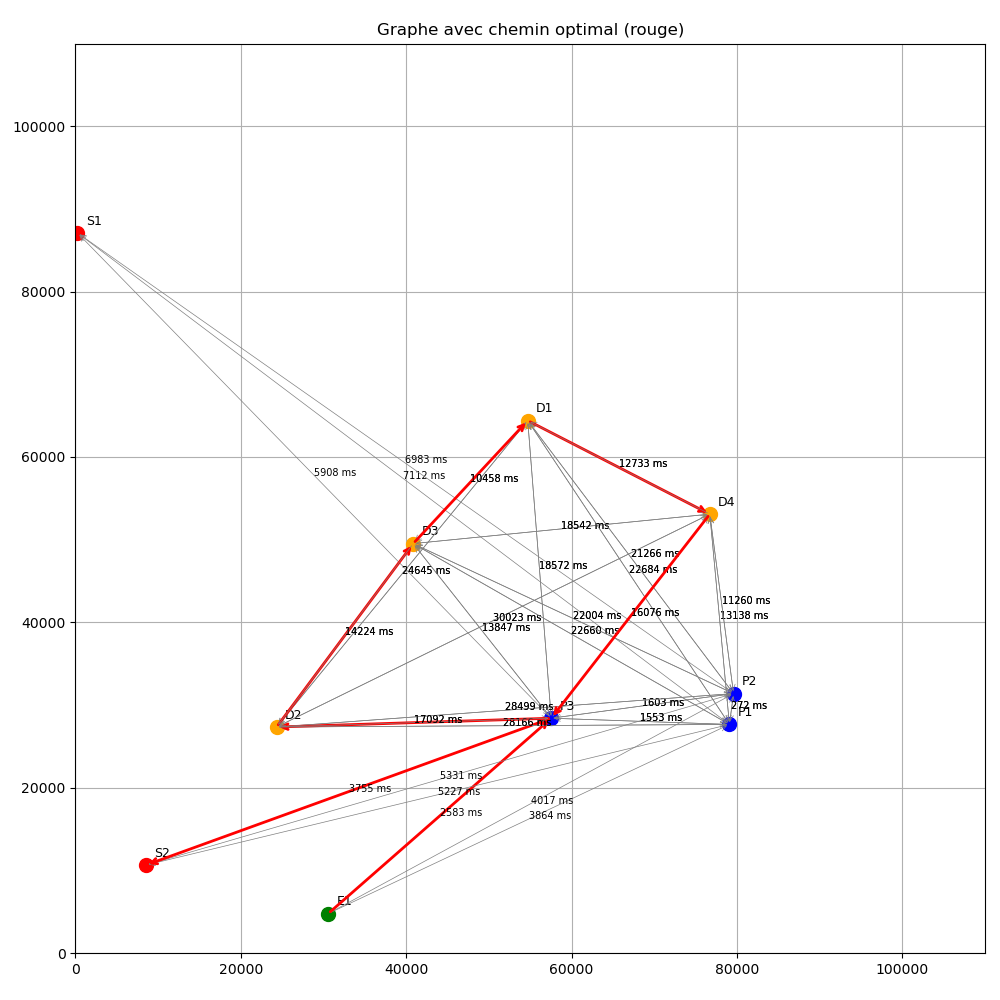 Graphe avec chemin optimal (rouge)
100000
80000
60000
40000
20000
0
0
20000
40000
60000
80000
100000
S1
D1
6983 ms
5908 ms
7112 ms
10458 ms
12733 ms
D4
D3
18542 ms
21266 ms
18572 ms
22684 ms
24645 ms
11260 ms
16076 ms
13138 ms
30023 ms
22004 ms
13847 ms
22660 ms
14224 ms
P2
1603 ms
272 ms
28499 ms
P3
P1
D2
17092 ms
28166 ms
1553 ms
5331 ms
3755 ms
5227 ms
4017 ms
2583 ms
3864 ms
S2
E1